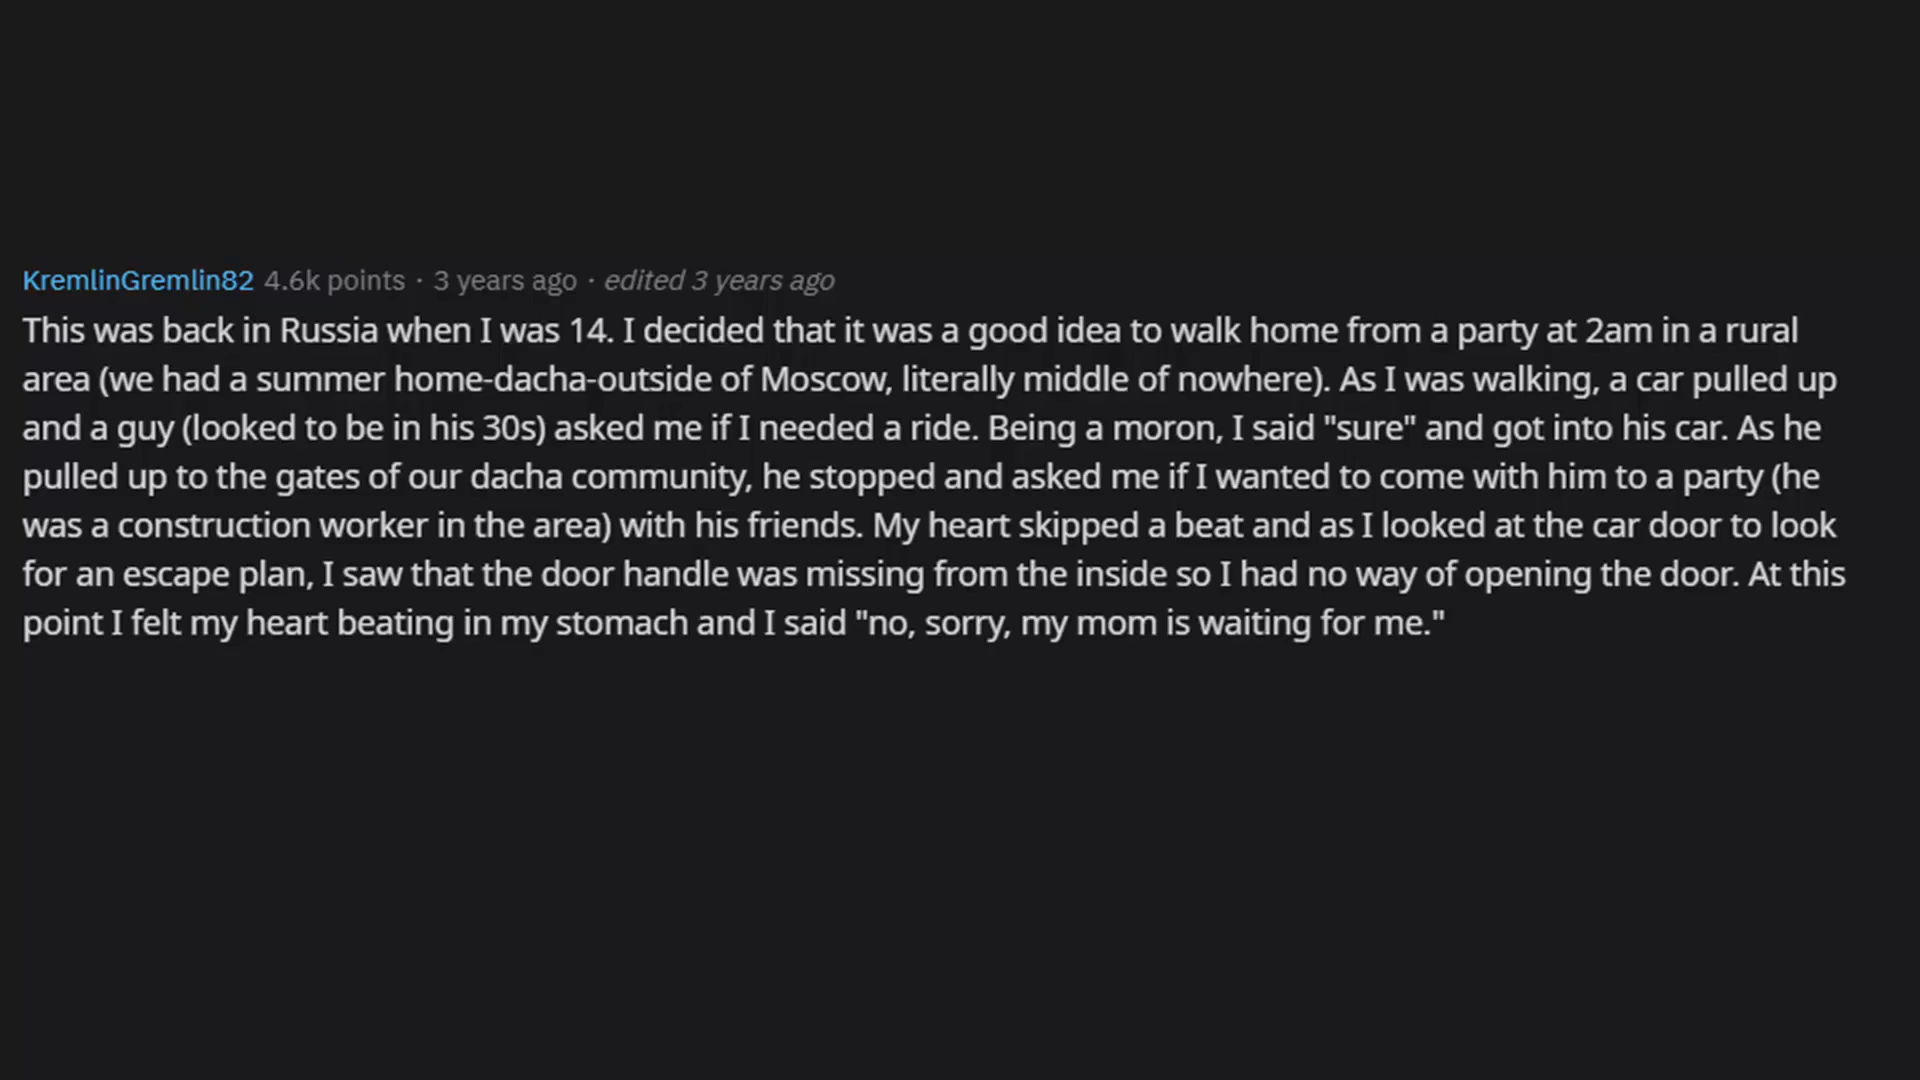 KremlinGremlin82 4.6k points · 3 years ago · edited 3 years ago
This was back in Russia when I was 14. I decided that it was a good idea to walk home from a party at 2am in a rural
area (we had a summer home-dacha-outside of Moscow, literally middle of nowhere). As I was walking, a car pulled up
and a guy (looked to be in his 30s) asked me if I needed a ride. Being a moron, I said "sure" and got into his car. As he
pulled up to the gates of our dacha community, he stopped and asked me if I wanted to come with him to a party (he
was a construction worker in the area) with his friends. My heart skipped a beat and as I looked at the car door to look
for an escape plan, I saw that the door handle was missing from the inside so I had no way of opening the door. At this
point I felt my heart beating in my stomach and I said "no, sorry, my mom is waiting for me."